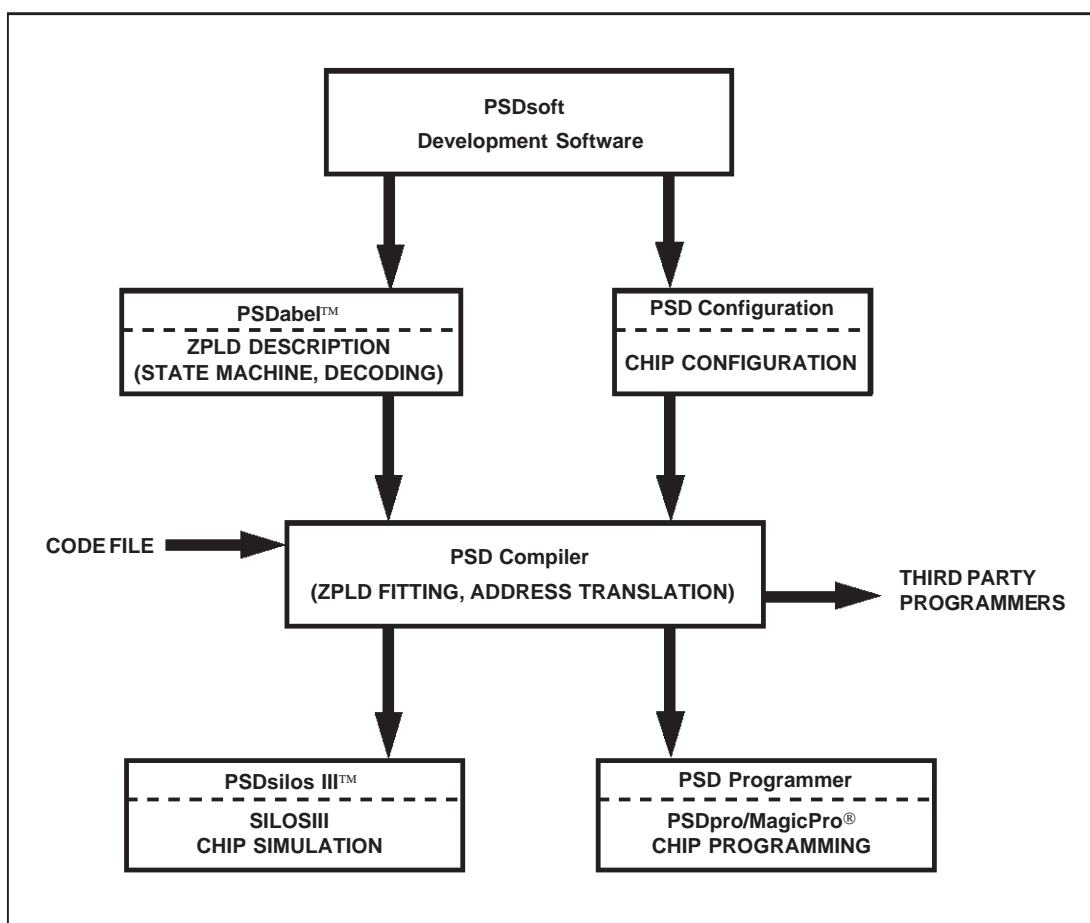 PSDsoft
Development Software
PSDabel™
ZPLD DESCRIPTION
(STATE MACHINE, DECODING)
PSD Configuration
CHIP CONFIGURATION
CODE FILE
PSD Compiler
(ZPLD FITTING, ADDRESS TRANSLATION)
THIRD PARTY
PROGRAMMERS
PSDsilos III™
SILOSIII
CHIP SIMULATION
PSD Programmer
PSDpro/MagicPro®
CHIP PROGRAMMING